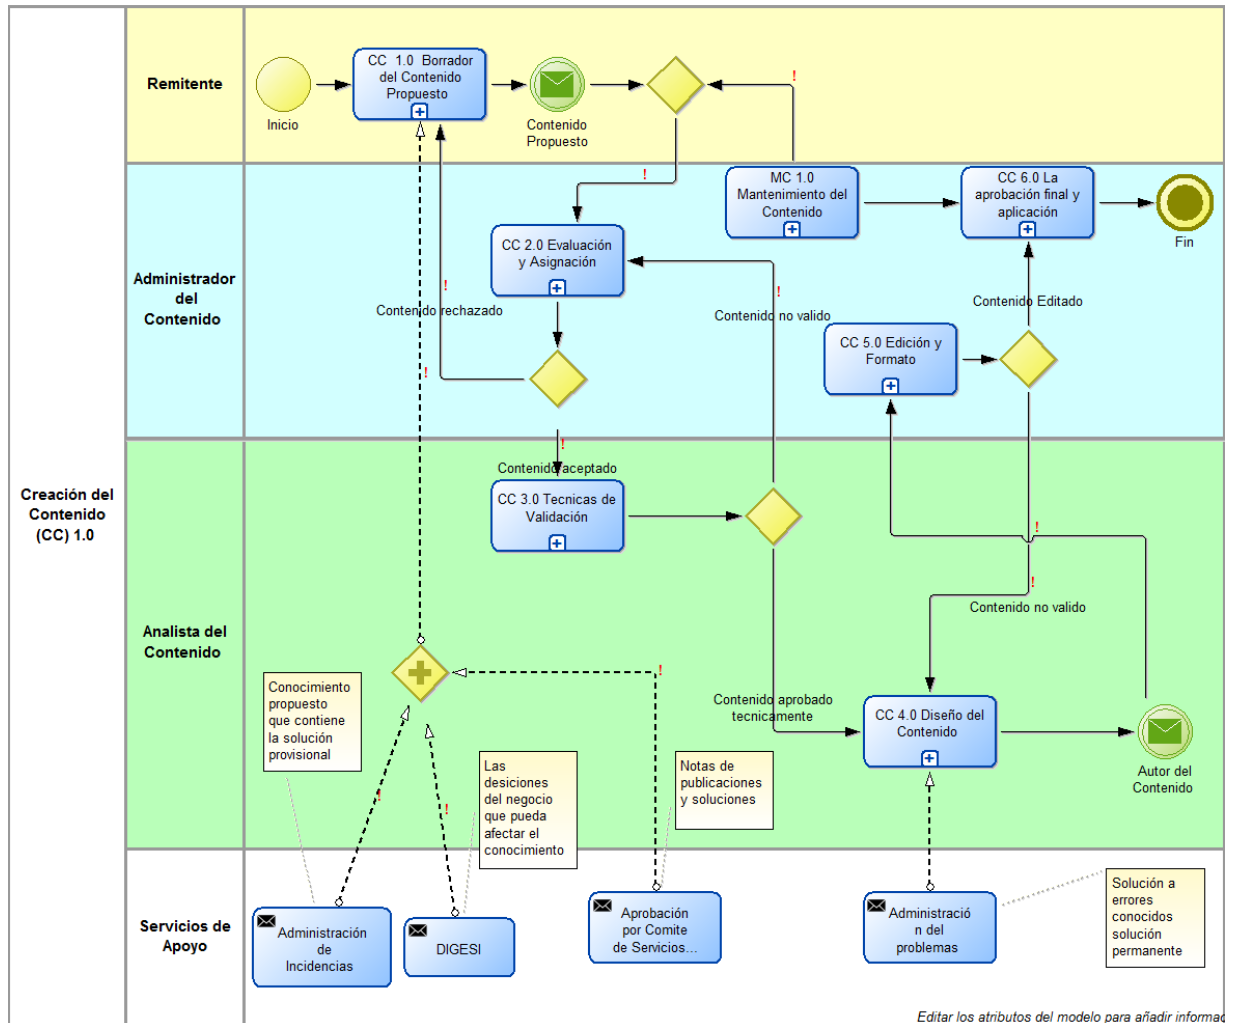 Creación del
Contenido
(CC) 1.0
Remitente
Inicio
CC  1.0  Borrador
del Contenido
Propuesto
Contenido
Propuesto
!
!
Administrador
del
Contenido
MC 1.0
Mantenimiento del
Contenido
CC 6.0 La
aprobación final y
aplicación
Fin
CC 2.0 Evaluación
y Asignación
!
Contenido rechazado
!
Contenido no valido
Contenido Editado
CC 5.0 Edición y
Formato
!
Analista del
Contenido
!
Contenido aceptado
CC 3.0 Tecnicas de
Validación
!
!
Contenido no valido
!
Contenido aprobado
tecnicamente
CC 4.0 Diseño del
Contenido
Autor del
Contenido
Conocimiento
propuesto
que contiene
la solución
provisional
Las
desiciones
del negocio
que pueda
afectar el
conocimiento
Notas de
publicaciones
y soluciones
!
!
Servicios de
Apoyo
Administración
de
Incidencias
DIGESI
Aprobación
por Comite
de Servicios...
Administració
n del
problemas
Solución a
errores
conocidos
solución
permanente
Editar los atributos del modelo para añadir informac